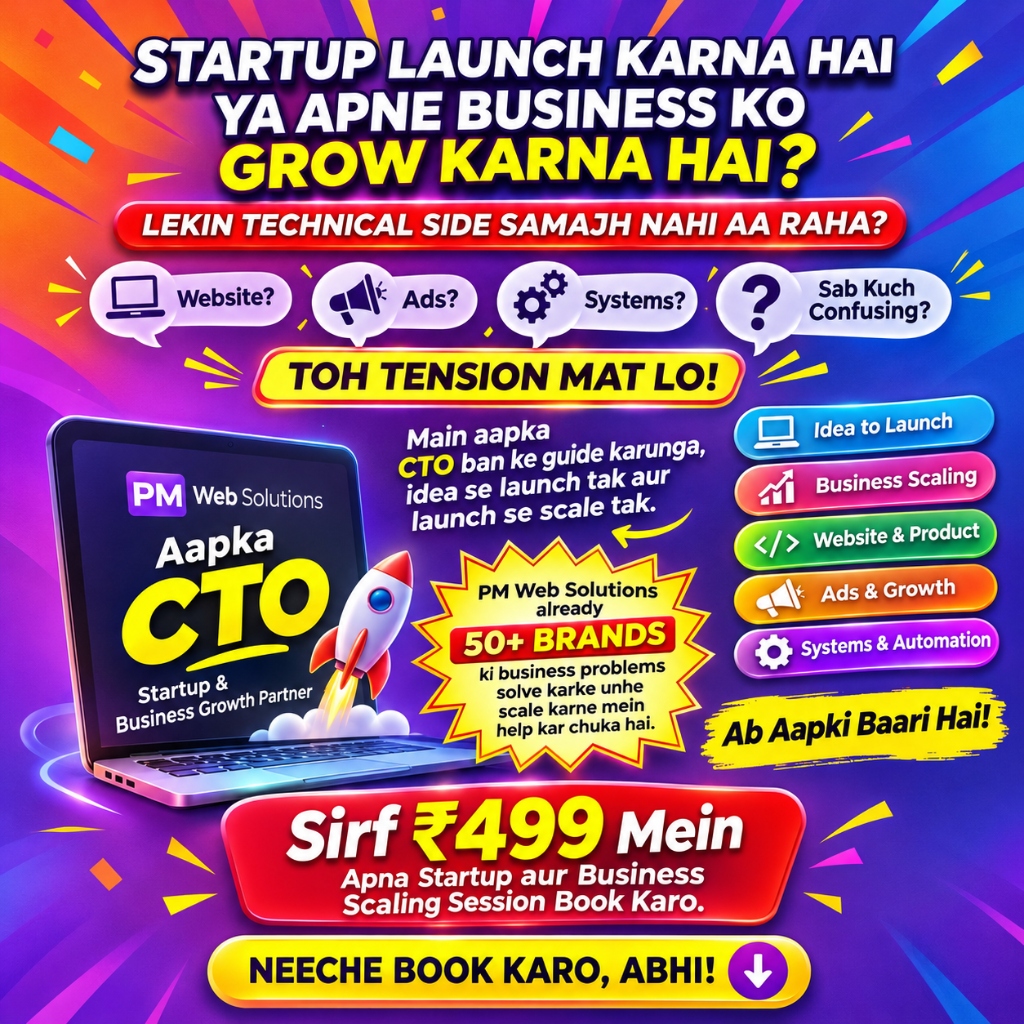 STARTUP LAUNCH KARNA HAI
YA APNE BUSINESS KO
GROW KARNA HAI?
LEKIN TECHNICAL SIDE SAMAJH NAHI AA RAHA?
Website?
Ads?
Systems?
Sab Kuch
Confusing?
TOH TENSION MAT LO!
PM Web Solutions
Aapka
CTO
Startup &
Business Growth Partner
Main aapka
CTO ban ke guide karunga,
idea se launch tak aur
launch se scale tak.
PM Web Solutions
already
50+ BRANDS
ki business problems
solve karke unhe
scale karne mein
help kar chuka hai.
Idea to Launch
Business Scaling
</> Website & Product
Ads & Growth
Systems & Automation
Ab Aapki Baari Hai!
Sirf ₹499 Mein
Apna Startup aur Business
Scaling Session Book Karo.
NEECHE BOOK KARO, ABHI!